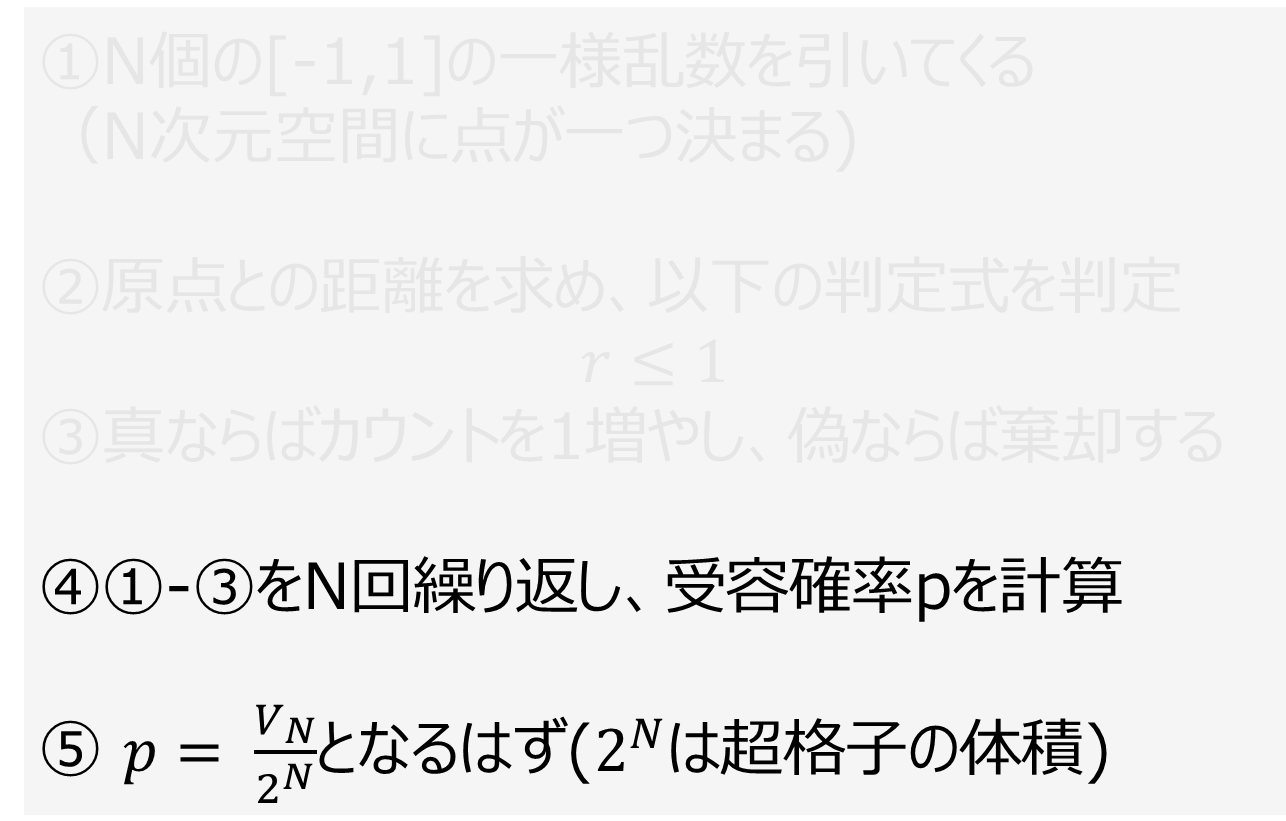 ①N個の[-1,1]の一様乱数を引いてくる
（N次元空間に点が一つ決まる)
②原点との距離を求め、以下の判定式を判定
r ≤ 1
③真ならばカウントを1増やし、偽ならば棄却する
④①-③をN回繰り返し、受容確率pを計算
⑤ p = V_N/2^N となるはず(2^Nは超格子の体積)